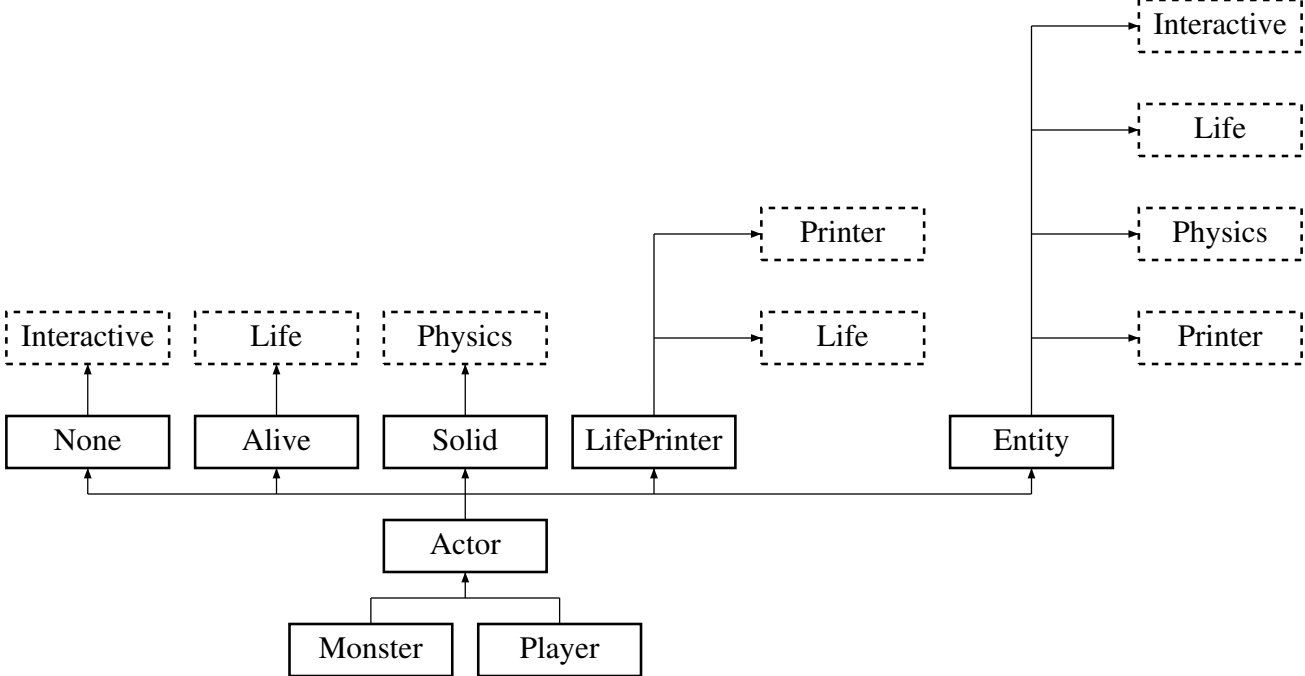 Interactive
Life
Printer
Physics
Interactive
Life
Physics
Life
Printer
None
Alive
Solid
LifePrinter
Entity
Actor
Monster
Player